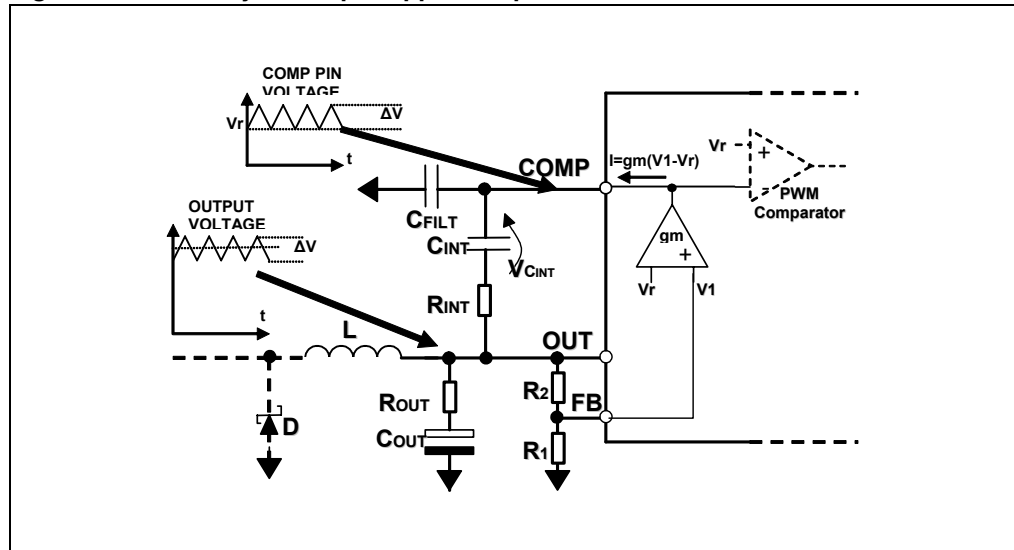 COMP PIN
VOLTAGE
ΔV
Vr
t
COMP
I=gm(V1-Vr)
Vr
+
-
PWM
Comparator
CFILT
CINT
VCINT
gm
+
Vr
V1
OUTPUT
VOLTAGE
ΔV
t
RINT
L
OUT
R2
FB
ROUT
D
COUT
R1